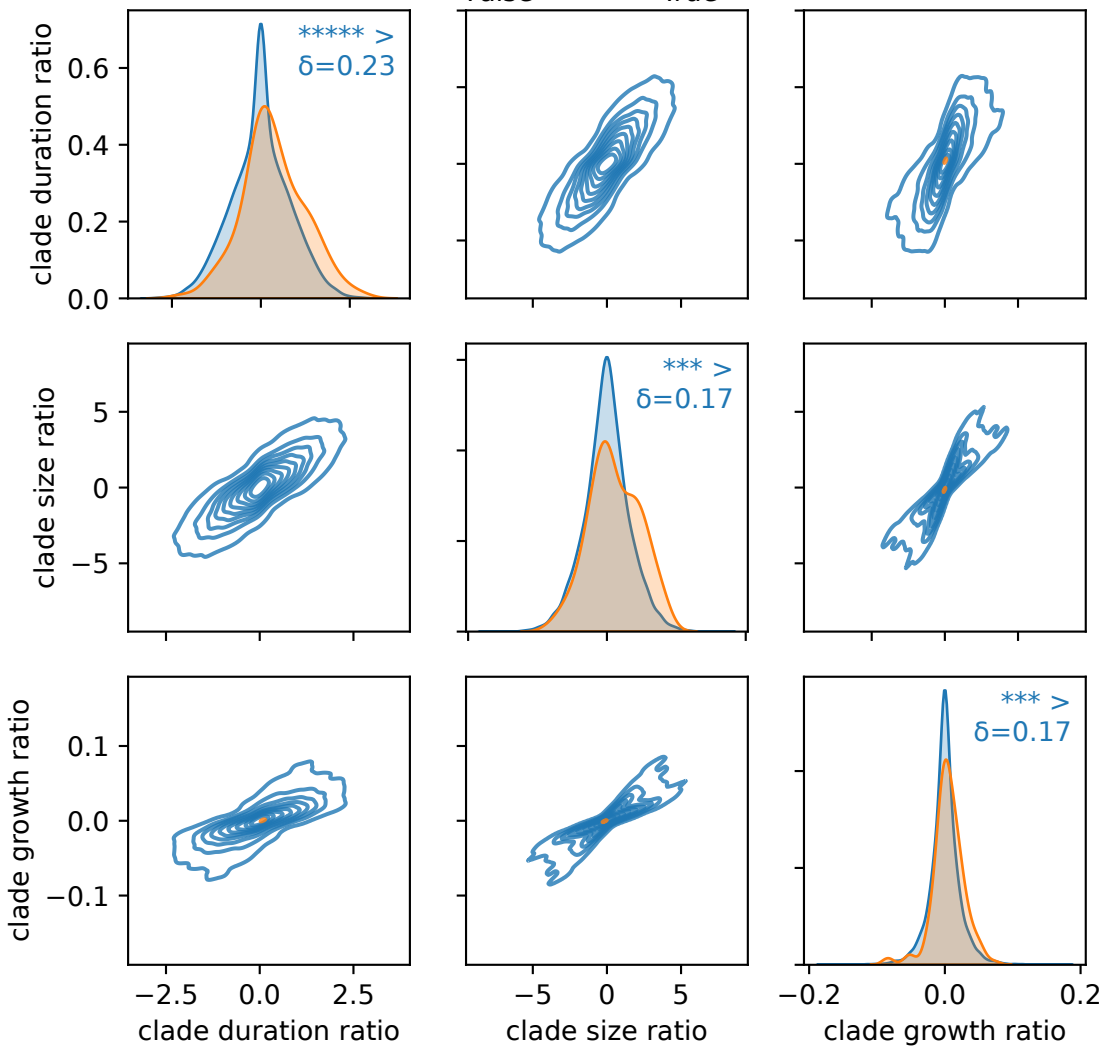 clade duration ratio
0.6
0.4
0.2
0.0
***** >
δ=0.23
clade size ratio
5
0
−5
*** >
δ=0.17
clade growth ratio
0.1
0.0
−0.1
*** >
δ=0.17
−2.5 0.0 2.5
−5 0 5
−0.2 0.0 0.2
clade duration ratio
clade size ratio
clade growth ratio